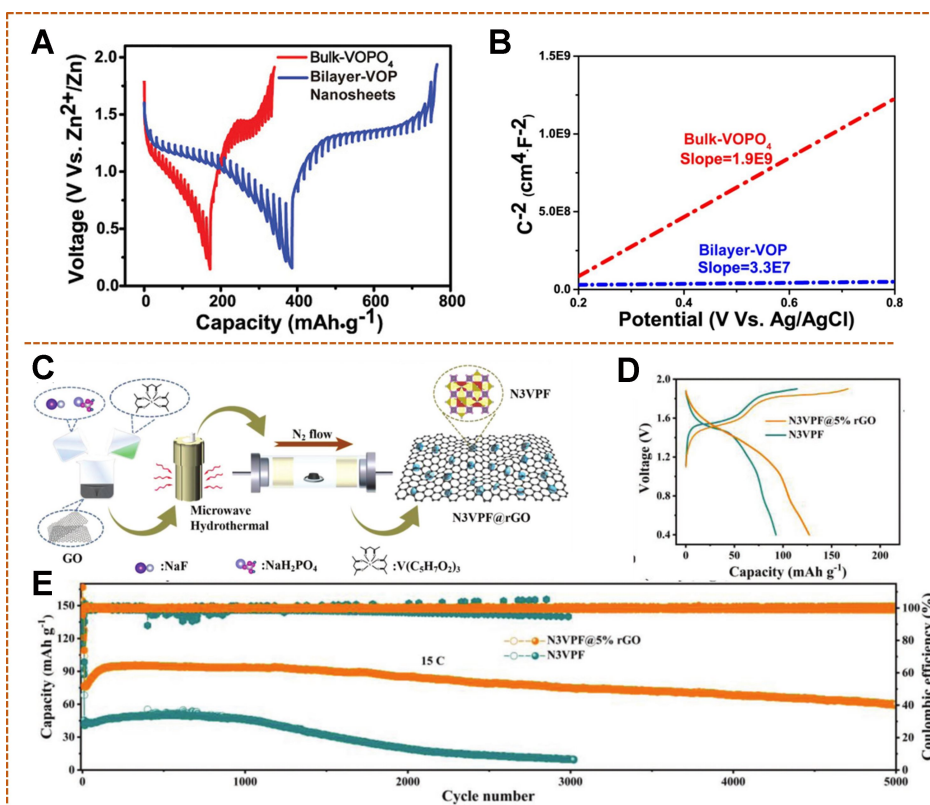 A
Bulk-VOPO4
Bilayer-VOP
Nanosheets
Voltage (V Vs. Zn2+/Zn)
2.0
1.5
1.0
0.5
0.0
0
200
400
600
800
Capacity (mAh·g-1)
B
C-2 (cm4·F-2)
1.5E9
1.0E9
5.0E8
0.0
Bulk-VOPO4
Slope=1.9E9
Bilayer-VOP
Slope=3.3E7
0.2
0.4
0.6
0.8
Potential (V Vs. Ag/AgCl)
C
GO
Microwave
Hydrothermal
N2 flow
N3VPF
N3VPF@rGO
:NaF
:NaH2PO4
:V(C5H7O2)3
D
Voltage (V)
2.0
1.6
1.2
0.8
0.4
N3VPF@5% rGO
N3VPF
0
50
100
150
200
Capacity (mAh g-1)
E
Capacity (mAh g-1)
150
120
90
60
30
0
N3VPF@5% rGO
N3VPF
15 C
100
80
60
40
20
0
Coulombic efficiency (%)
0
1000
2000
3000
4000
5000
Cycle number